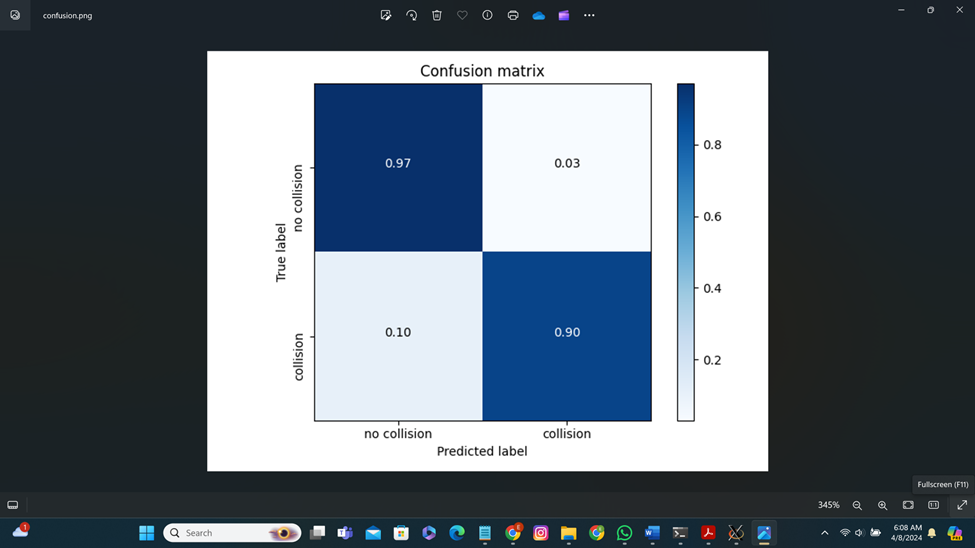 confusion.png
Confusion matrix
0.97
0.03
0.10
0.90
no collision
collision
True label
no collision
collision
Predicted label
0.8
0.6
0.4
0.2
Fullscreen (F11)
345%
1
Search
6:08 AM
4/8/2024